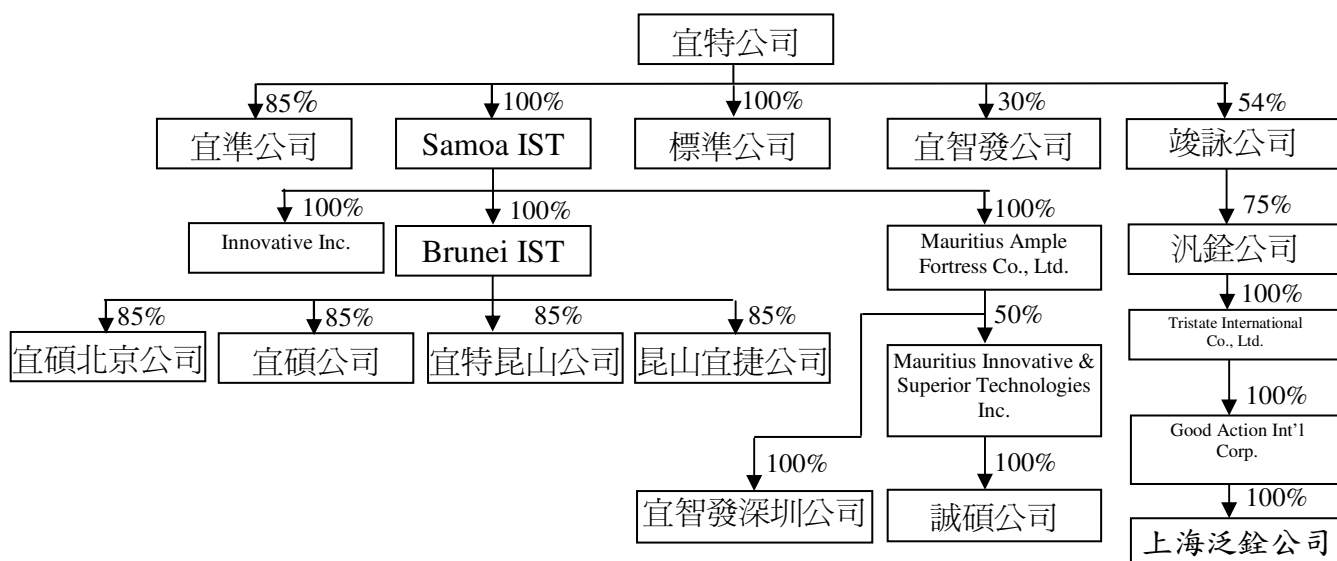 宜特公司
85%
100%
100%
30%
54%
宜準公司
Samoa IST
標準公司
宜智發公司
竣詠公司
100%
100%
100%
75%
Innovative Inc.
Brunei IST
Mauritius Ample
Fortress Co., Ltd.
汎銓公司
85%
85%
85%
85%
50%
100%
宜碩北京公司
宜碩公司
宜特昆山公司
昆山宜捷公司
Mauritius Innovative &
Superior Technologies
Inc.
Tristate International
Co., Ltd.
100%
Good Action Int'l
Corp.
100%
100%
100%
宜智發深圳公司
誠碩公司
上海泛銓公司